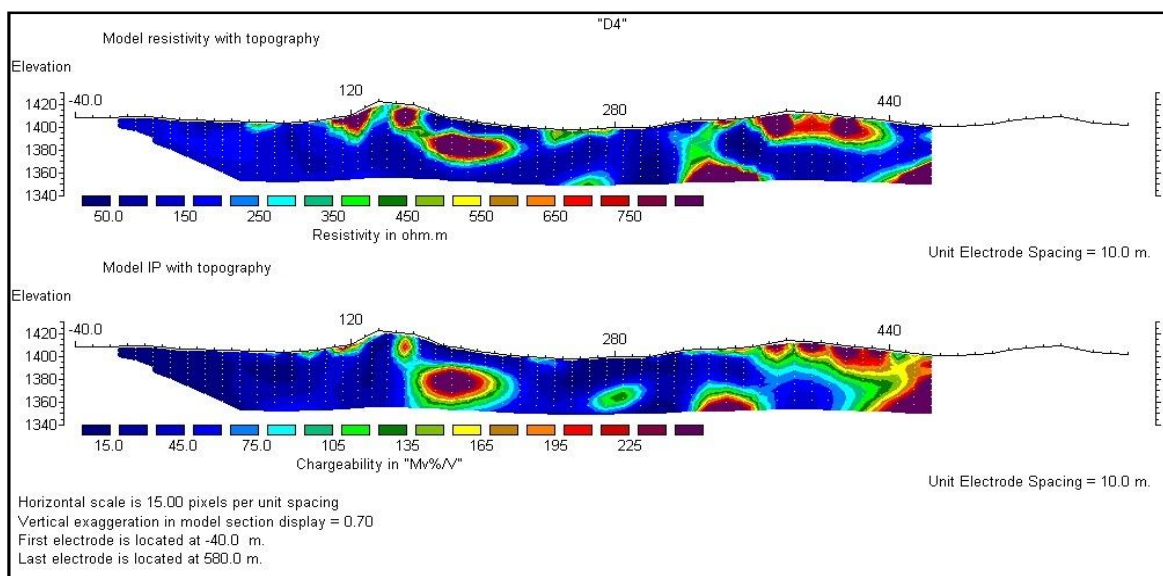 "D4"
Model resistivity with topography
Elevation
-40.0 120 280 440
1420
1400
1380
1360
1340
50.0 150 250 350 450 550 650 750
Resistivity in ohm.m
Unit Electrode Spacing = 10.0 m.
Model IP with topography
Elevation
-40.0 120 280 440
1420
1400
1380
1360
1340
15.0 45.0 75.0 105 135 165 195 225
Chargeability in "Mv%/V"
Unit Electrode Spacing = 10.0 m.
Horizontal scale is 15.00 pixels per unit spacing
Vertical exaggeration in model section display = 0.70
First electrode is located at -40.0 m.
Last electrode is located at 580.0 m.